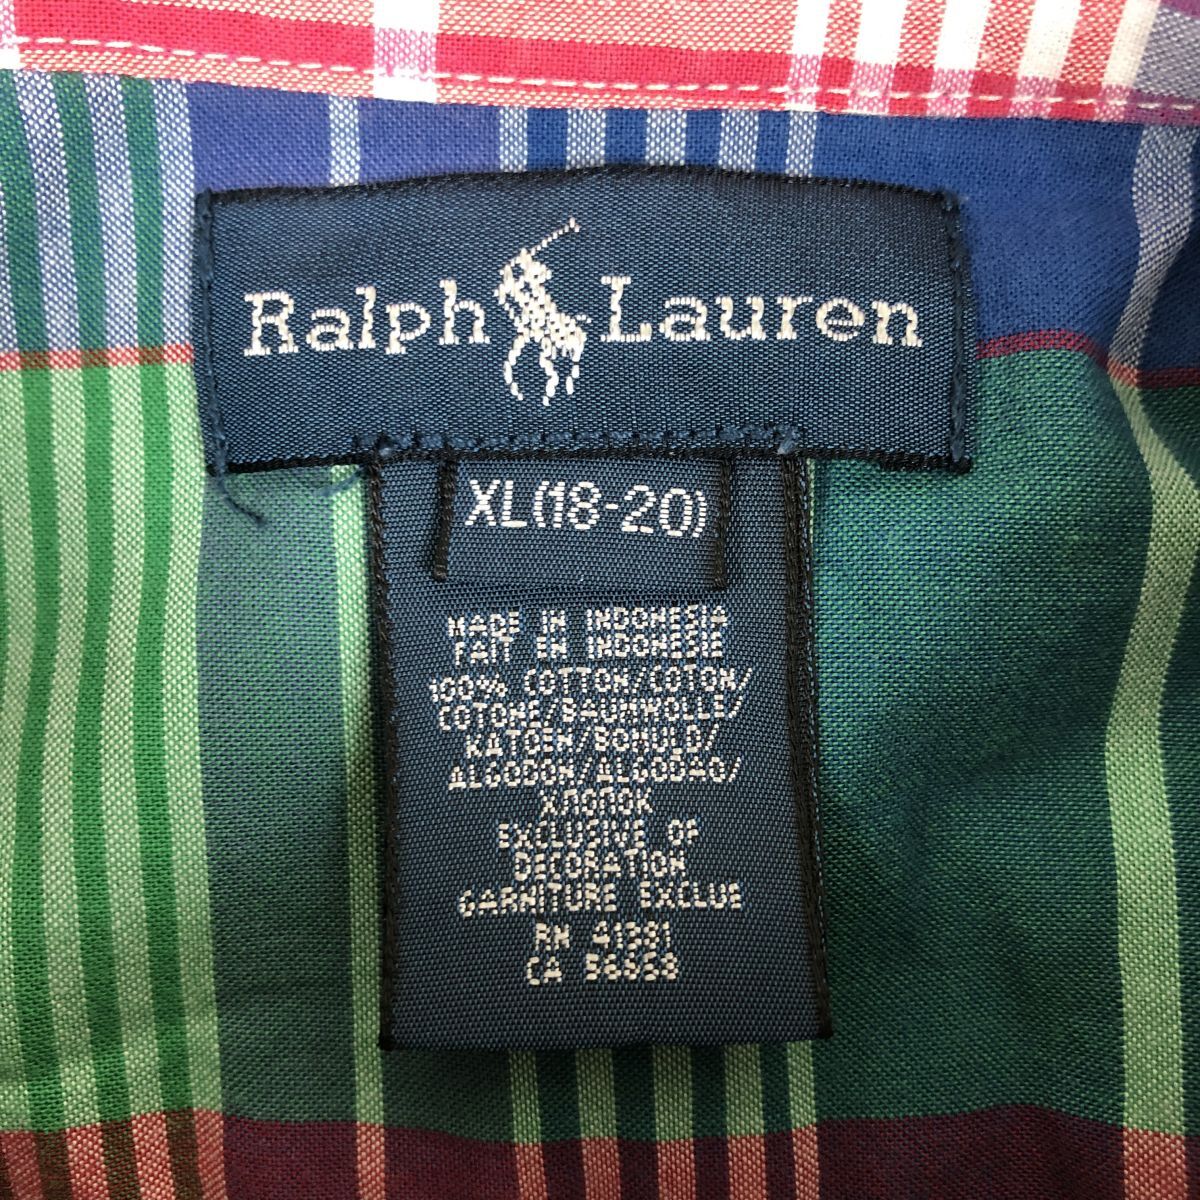 Ralph Lauren
XL(18-20)
MADE IN INDONESIA
FAIT EN INDONESIE
100% COTTON/COTON/
COTONE/BAUMWOLLE/
KATOEN/BOMULD/
ALGODON/ALGODAO/
ХЛОПОК
EXCLUSIVE OF
DECORATION
GARNITURE EXCLUE
RN 41381
CA 56658